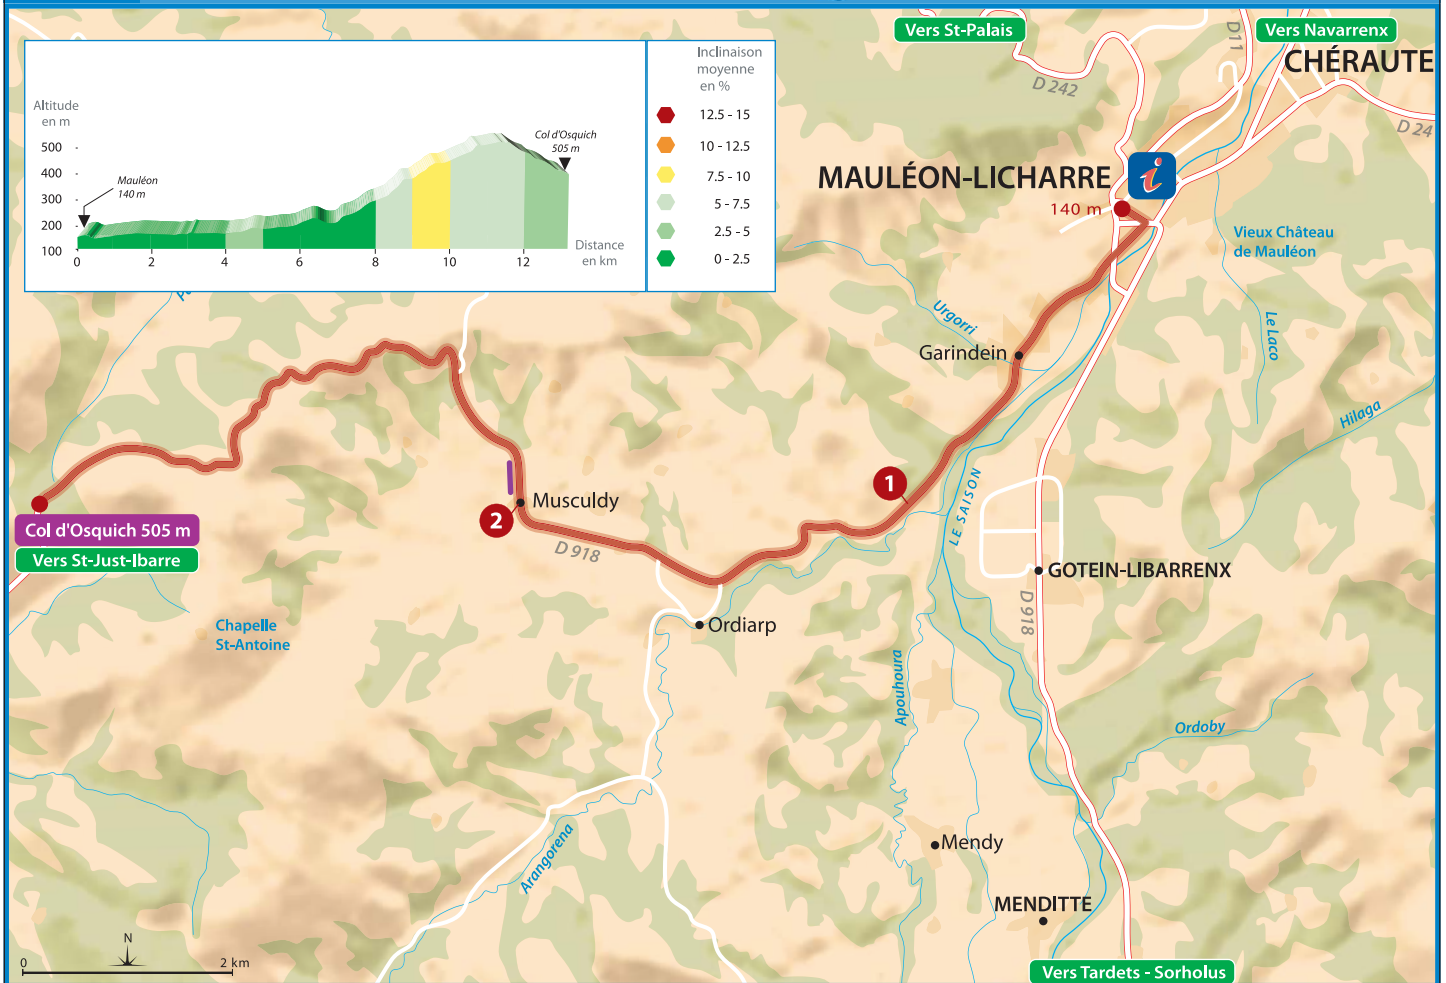 Vers St-Palais
Vers Navarrenx
D11
CHÉRAUTE
D 242
D 24
Altitude
en m
500
400
300
200
100
Mauléon
140 m
Col d'Osquich
505 m
0
2
4
6
8
10
12
Distance
en km
Inclinaison
moyenne
en %
12.5 - 15
10 - 12.5
7.5 - 10
5 - 7.5
2.5 - 5
0 - 2.5
MAULÉON-LICHARRE
i
140 m
Vieux Château
de Mauléon
Urgorri
Le Laco
Garindein
Hilaga
1
LE SAISON
Musculdy
2
D 918
Col d'Osquich 505 m
Vers St-Just-Ibarre
GOTEIN-LIBARRENX
D 918
Chapelle
St-Antoine
Ordiarp
Apouhoura
Ordoby
Arangorena
Mendy
MENDITTE
N
0
2 km
Vers Tardets - Sorholus